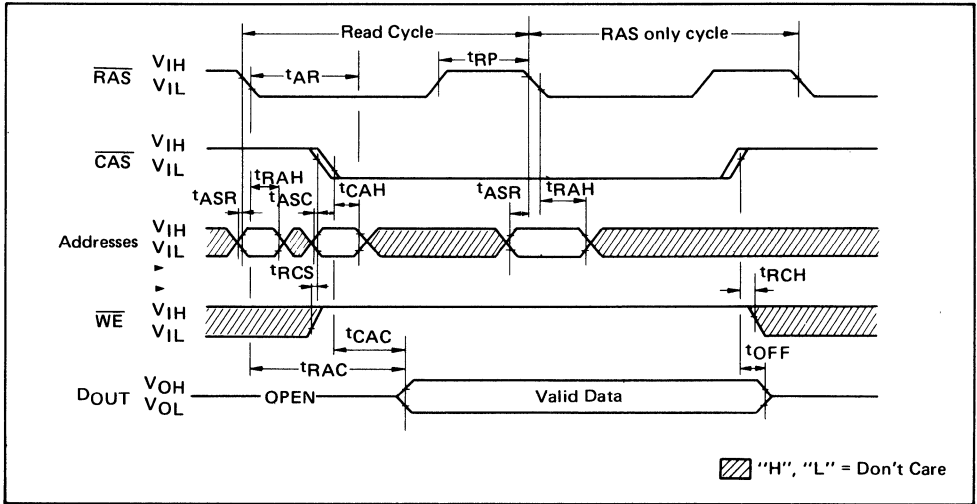 Read Cycle RAS only cycle
RAS VIH VIL tAR tRP
CAS VIH VIL
tASR tRAH tASC tCAH tASR tRAH
Addresses VIH VIL
tRCS tRCH
WE VIH VIL
tCAC tOFF
tRAC
DOUT VOH VOL OPEN Valid Data
"H", "L" = Don't Care